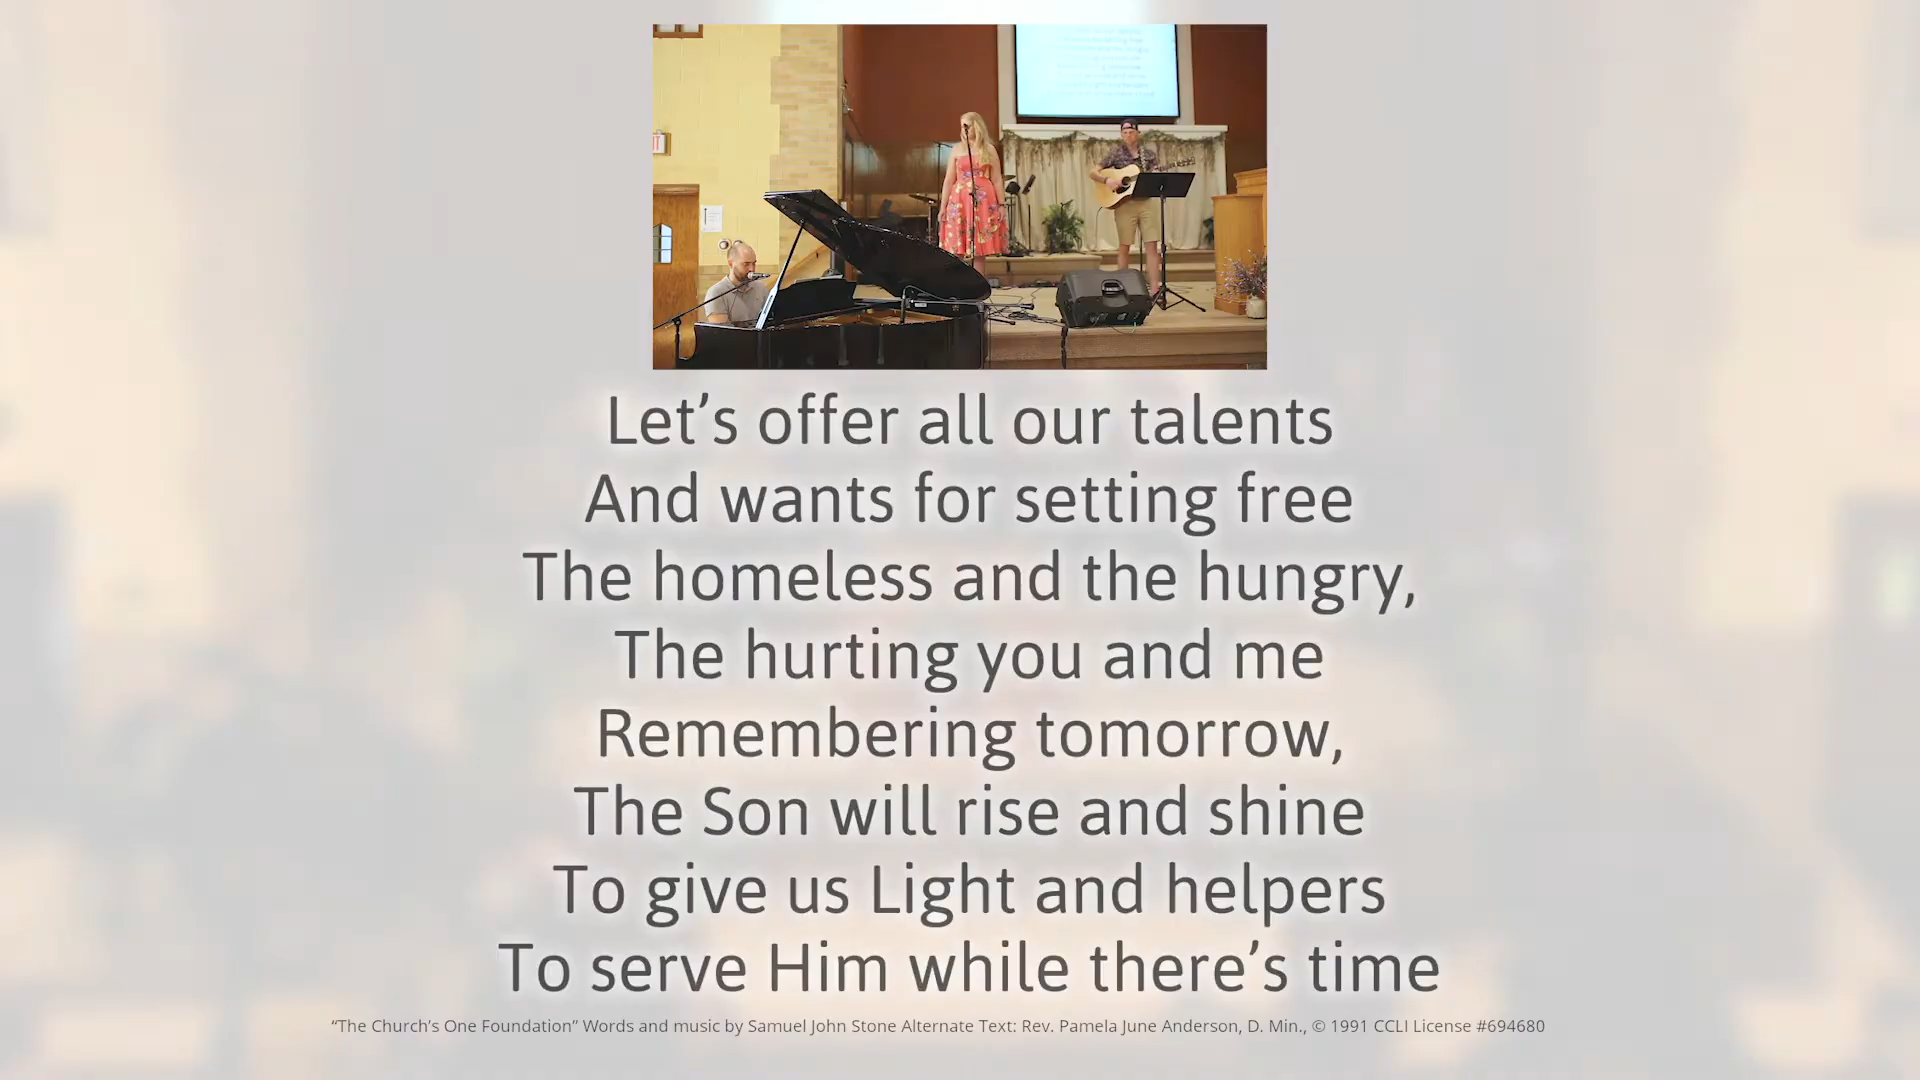 Let’s offer all our talents
And wants for setting free
The homeless and the hungry,
The hurting you and me
Remembering tomorrow,
The Son will rise and shine
To give us Light and helpers
To serve Him while there’s time
“The Church’s One Foundation” Words and music by Samuel John Stone Alternate Text: Rev. Pamela June Anderson, D. Min., © 1991 CCLI License #694680